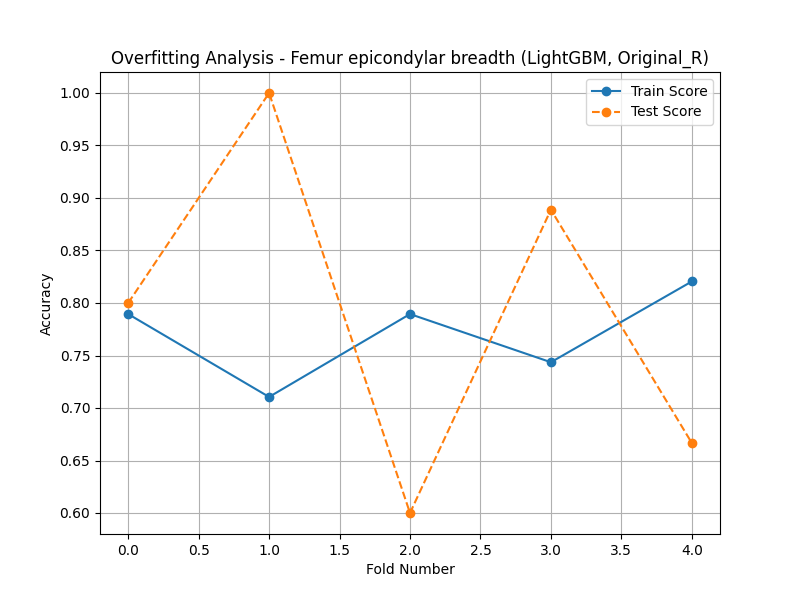 Overfitting Analysis - Femur epicondylar breadth (LightGBM, Original_R)
Train Score
Test Score
Accuracy
1.00
0.95
0.90
0.85
0.80
0.75
0.70
0.65
0.60
0.0 0.5 1.0 1.5 2.0 2.5 3.0 3.5 4.0
Fold Number